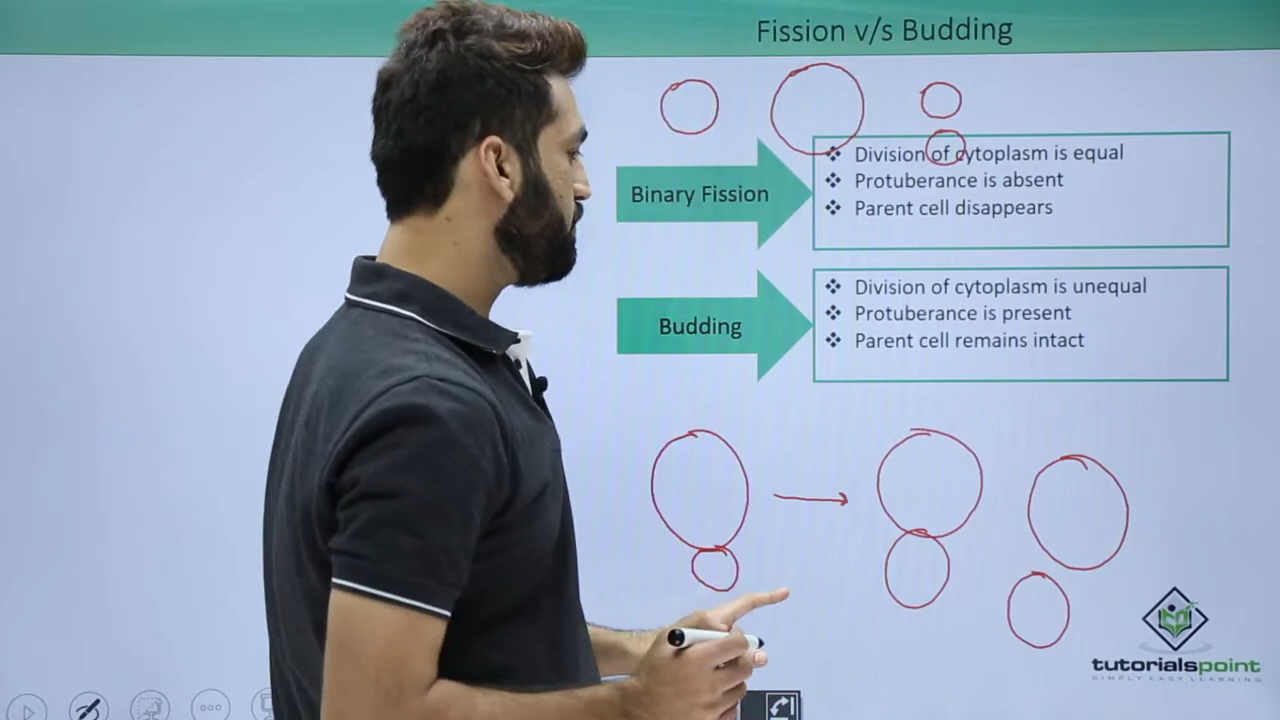 Fission v/s Budding
Binary Fission
❖ Division of cytoplasm is equal
❖ Protuberance is absent
❖ Parent cell disappears
Budding
❖ Division of cytoplasm is unequal
❖ Protuberance is present
❖ Parent cell remains intact
tutorialspoint
SIMPLY EASY LEARNING